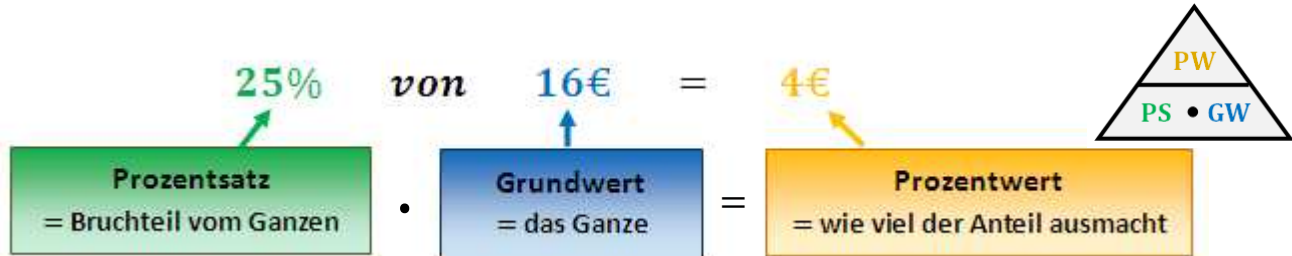 25% von 16€ = 4€
PW
PS • GW
Prozentsatz
= Bruchteil vom Ganzen
·
Grundwert
= das Ganze
=
Prozentwert
= wie viel der Anteil ausmacht